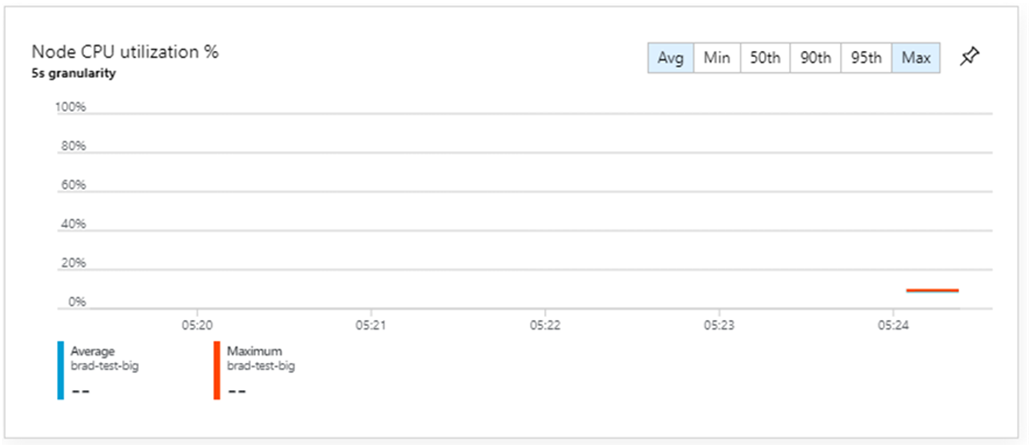 Node CPU utilization %
5s granularity
Avg Min 50th 90th 95th Max
100%
80%
60%
40%
20%
0%
05:20 05:21 05:22 05:23 05:24
Average
brad-test-big
--
Maximum
brad-test-big
--